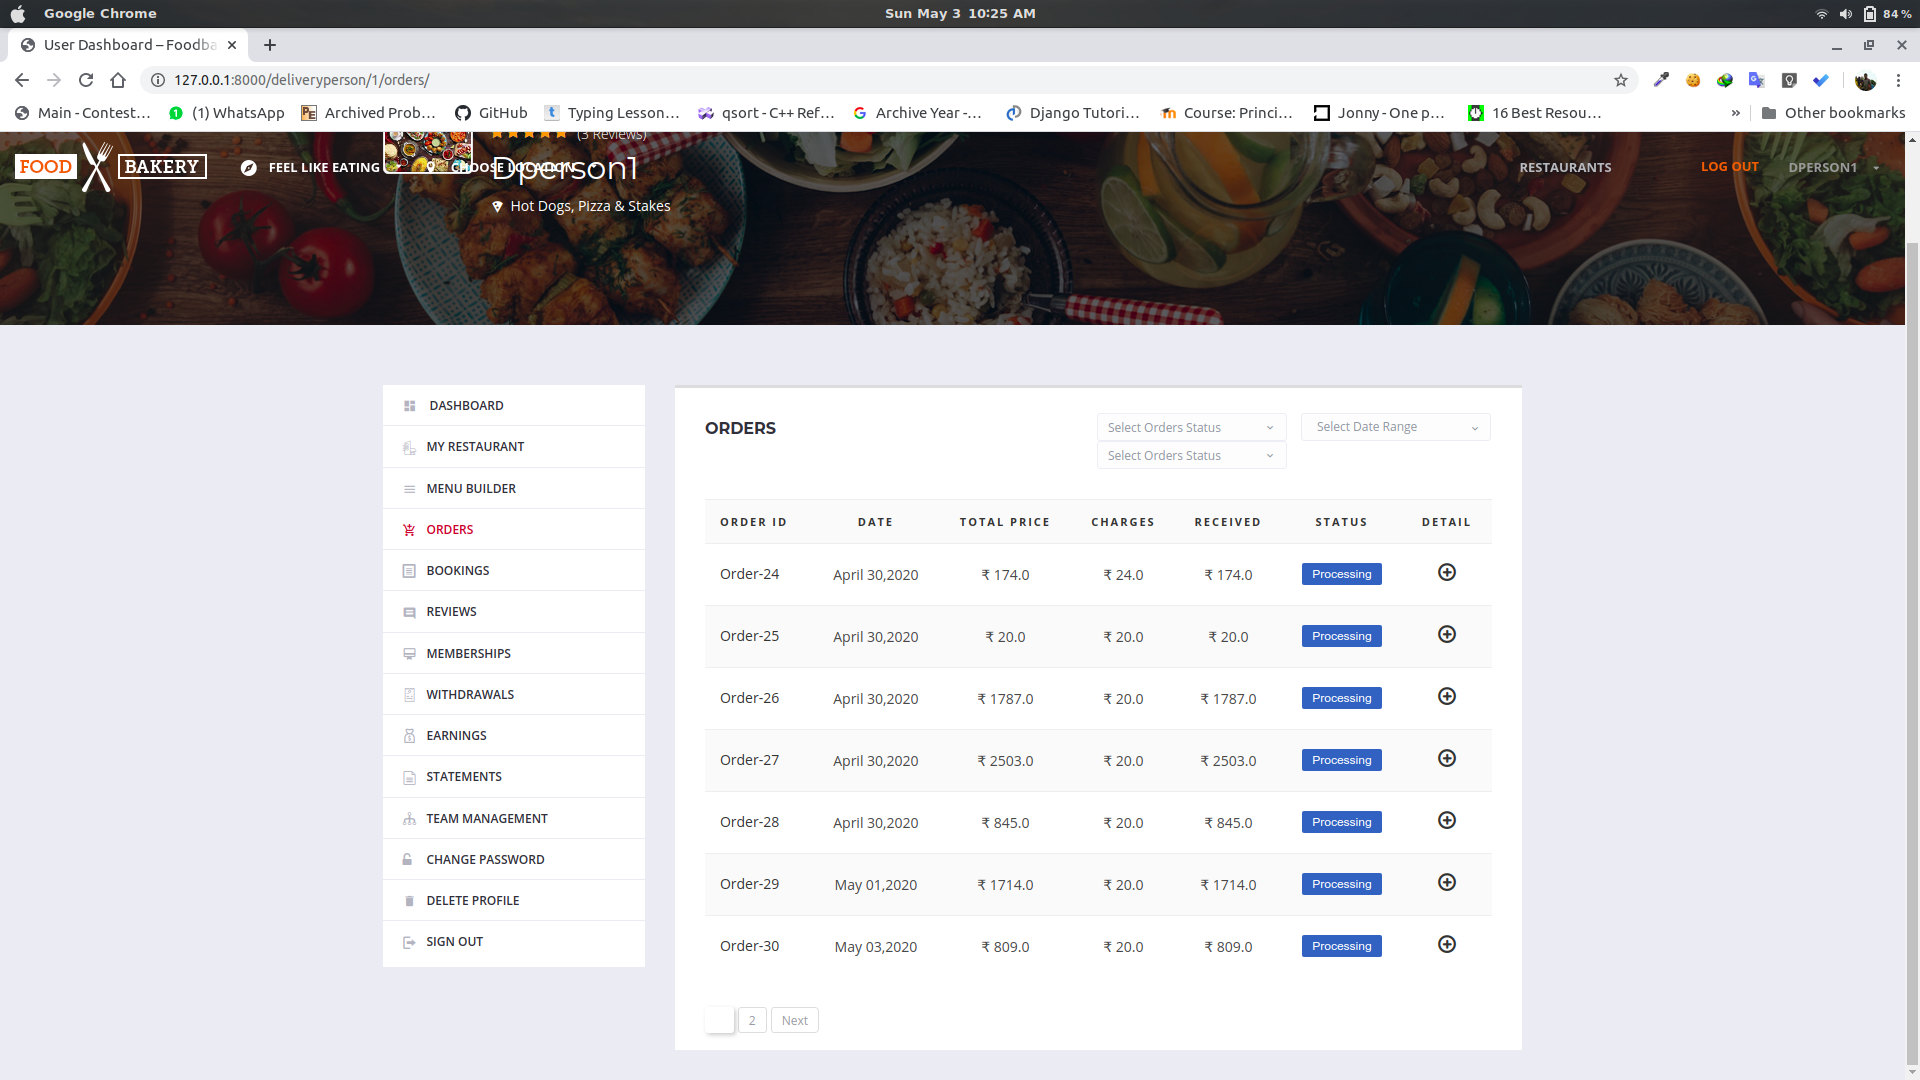 Google Chrome
Sun May 3 10:25 AM
84 %
User Dashboard – Foodba
127.0.0.1:8000/deliveryperson/1/orders/
Main - Contest…
(1) WhatsApp
Archived Prob…
GitHub
Typing Lesson…
qsort - C++ Ref…
Archive Year -…
Django Tutori…
Course: Princi…
Jonny - One p…
16 Best Resou…
»
Other bookmarks
(3 Reviews)
FOOD BAKERY
FEEL LIKE EATING
CHOOSE LOCATION
Dperson1
RESTAURANTS
LOG OUT
DPERSON1
Hot Dogs, Pizza & Stakes
DASHBOARD
MY RESTAURANT
MENU BUILDER
ORDERS
BOOKINGS
REVIEWS
MEMBERSHIPS
WITHDRAWALS
EARNINGS
STATEMENTS
TEAM MANAGEMENT
CHANGE PASSWORD
DELETE PROFILE
SIGN OUT
ORDERS
Select Orders Status
Select Date Range
Select Orders Status
ORDER ID DATE TOTAL PRICE CHARGES RECEIVED STATUS DETAIL
Order-24 April 30,2020 ₹ 174.0 ₹ 24.0 ₹ 174.0 Processing
Order-25 April 30,2020 ₹ 20.0 ₹ 20.0 ₹ 20.0 Processing
Order-26 April 30,2020 ₹ 1787.0 ₹ 20.0 ₹ 1787.0 Processing
Order-27 April 30,2020 ₹ 2503.0 ₹ 20.0 ₹ 2503.0 Processing
Order-28 April 30,2020 ₹ 845.0 ₹ 20.0 ₹ 845.0 Processing
Order-29 May 01,2020 ₹ 1714.0 ₹ 20.0 ₹ 1714.0 Processing
Order-30 May 03,2020 ₹ 809.0 ₹ 20.0 ₹ 809.0 Processing
2 Next